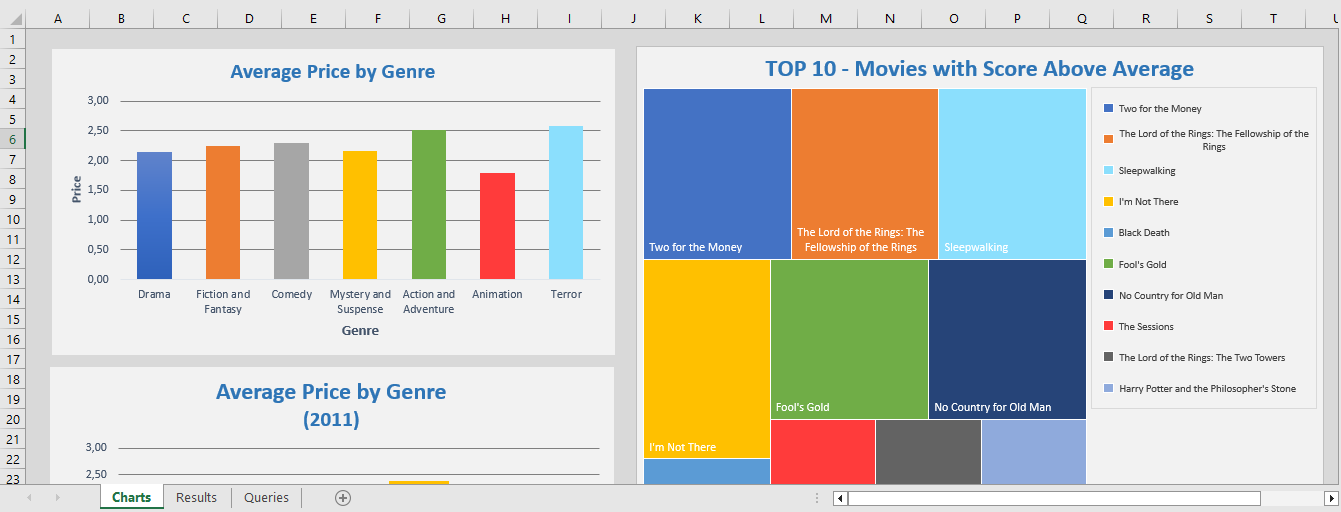 A B C D E F G H I J K L M N O P Q R S T U
1
2
3
4
5
6
7
8
9
10
11
12
13
14
15
16
17
18
19
20
21
22
23
Average Price by Genre
Price
3,00
2,50
2,00
1,50
1,00
0,50
0,00
Drama Fiction and Comedy Mystery and Action and Animation Terror
Fantasy Suspense Adventure
Genre
Average Price by Genre
(2011)
3,00
2,50
TOP 10 - Movies with Score Above Average
Two for the Money
The Lord of the Rings: The
Fellowship of the Rings
Sleepwalking
I'm Not There
Fool's Gold
No Country for Old Man
Two for the Money
The Lord of the Rings: The Fellowship of the
Rings
Sleepwalking
I'm Not There
Black Death
Fool's Gold
No Country for Old Man
The Sessions
The Lord of the Rings: The Two Towers
Harry Potter and the Philosopher's Stone
Charts Results Queries